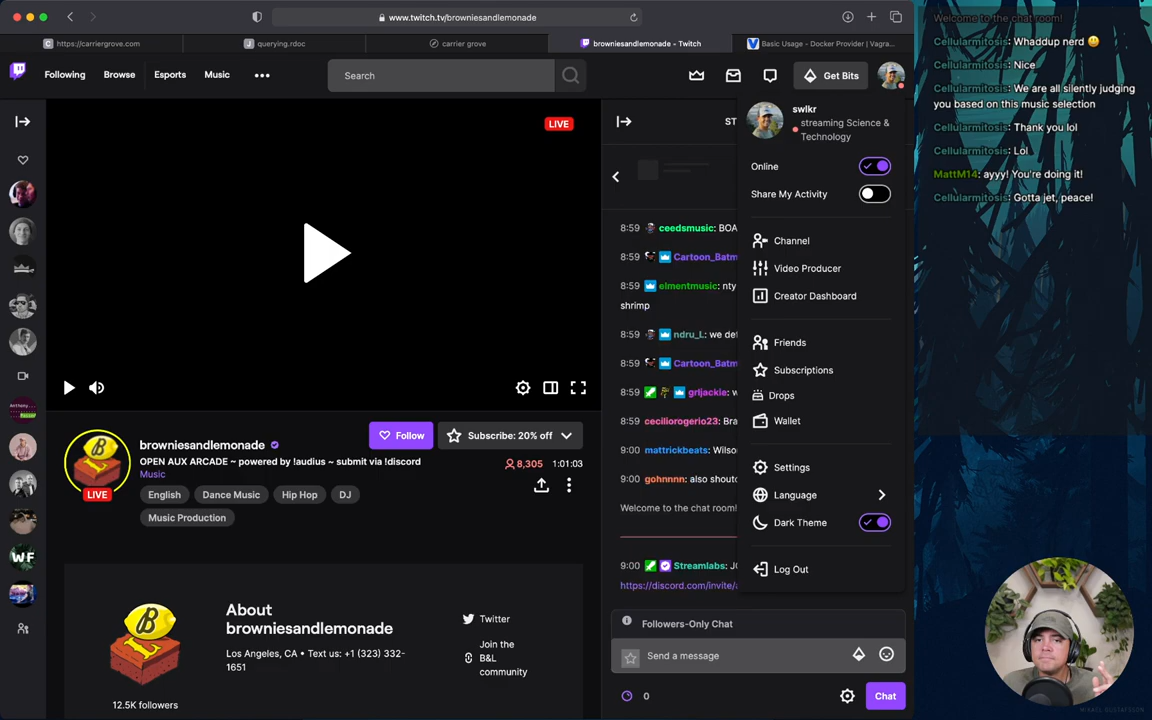 www.twitch.tv/browniesandlemonade
https://carriergrove.com
querying.rdoc
carrier grove
browniesandlemonade - Twitch
Basic Usage - Docker Provider | Vagra...
Following
Browse
Esports
Music
Search
Get Bits
LIVE
swlkr
streaming Science &
Technology
Online
Share My Activity
Channel
Video Producer
Creator Dashboard
Friends
Subscriptions
Drops
Wallet
Settings
Language
Dark Theme
Log Out
ST
8:59 ceedsmusic: BOA
8:59 Cartoon_Batm
8:59 elmentmusic: nty
shrimp
8:59 ndru_L: we def
8:59 Cartoon_Batm
8:59 grljackia: w
8:59 ceciliorogerio23: Bra
9:00 mattrickbeats: Wilso
9:00 gohnnnn: also shouto
Welcome to the chat room!
9:00 Streamlabs: JO
https://discord.com/invite/a
Followers-Only Chat
Send a message
0
Chat
browniesandlemonade
OPEN AUX ARCADE ~ powered by !audius ~ submit via !discord
Music
LIVE
English
Dance Music
Hip Hop
DJ
Music Production
Follow
Subscribe: 20% off
8,305
1:01:03
About
browniesandlemonade
Los Angeles, CA • Text us: +1 (323) 332-
1651
12.5K followers
Twitter
Join the
B&L
community
WF
Welcome to the chat room!
Cellularmitosis: Whaddup nerd 😃
Cellularmitosis: Nice
Cellularmitosis: We are all silently judging
you based on this music selection
Cellularmitosis: Thank you lol
Cellularmitosis: Lol
MattM14: ayyy! You're doing it!
Cellularmitosis: Gotta jet, peace!
MIKAEL GUSTAFSSON